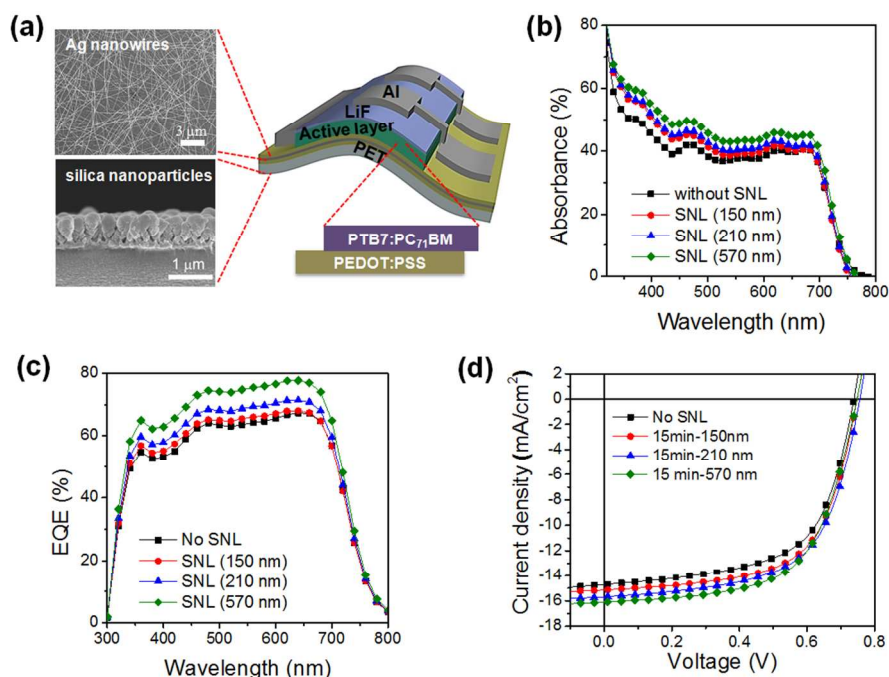 (a)
Ag nanowires
3 μm
silica nanoparticles
1 μm
Al
LiF
Active layer
PET
PTB7:PC71BM
PEDOT:PSS
(b)
80
60
40
20
0
Absorbance (%)
without SNL
SNL (150 nm)
SNL (210 nm)
SNL (570 nm)
400 500 600 700 800
Wavelength (nm)
(c)
80
60
40
20
0
EQE (%)
No SNL
SNL (150 nm)
SNL (210 nm)
SNL (570 nm)
300 400 500 600 700 800
Wavelength (nm)
(d)
2
0
-2
-4
-6
-8
-10
-12
-14
-16
-18
Current density (mA/cm²)
No SNL
15min-150nm
15min-210 nm
15 min-570 nm
0.0 0.2 0.4 0.6 0.8
Voltage (V)